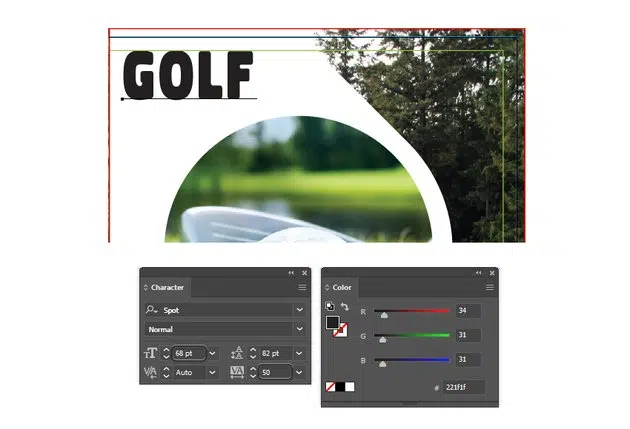 GOLF
Character
Spot
Normal
68 pt
82 pt
Auto
50
Color
R 34
G 31
B 31
# 221f1f